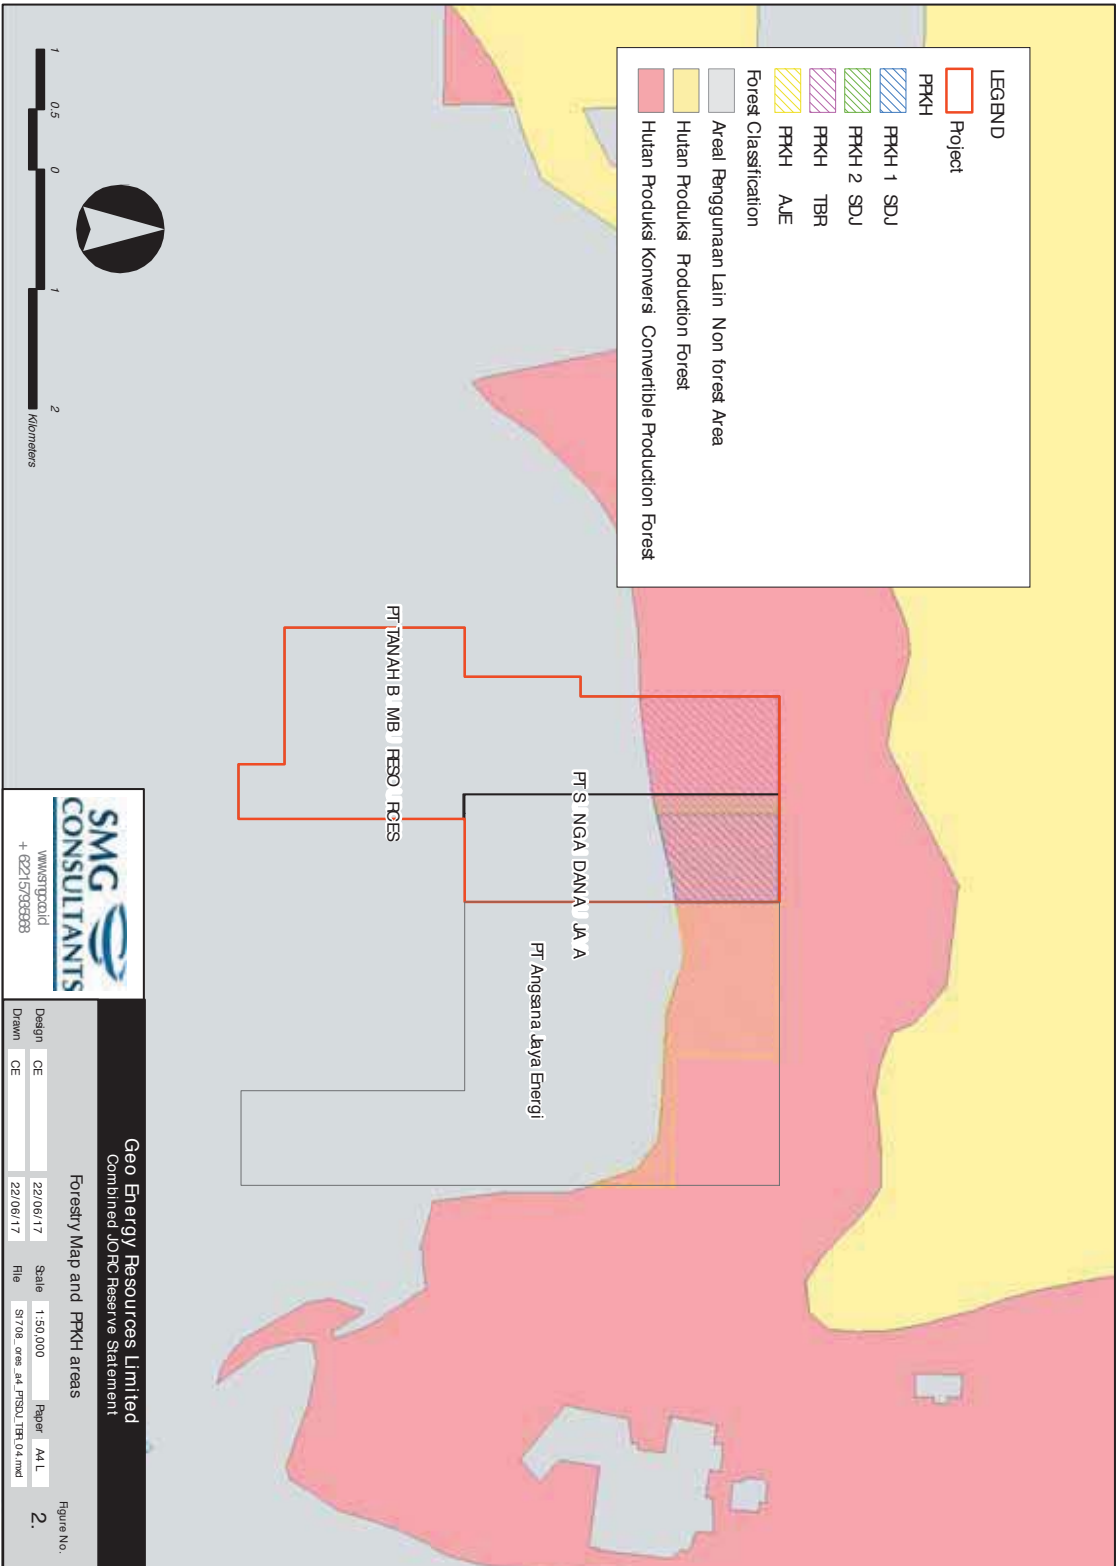 LEGEND
Project
PPKH
PPKH 1 SDJ
PPKH 2 SDJ
PPKH TBR
PPKH AJE
Forest Classification
Areal Penggunaan Lain Non forest Area
Hutan Produksi Production Forest
Hutan Produksi Konversi Convertible Production Forest
PT TANAH B MB RESO RCES
PT S NGA DANA JA A
PT Angsana Jaya Energi
1 0.5 0 1 2
Kilometers
SMG
CONSULTANTS
www.smgc.co.id
Geo Energy Resources Limited
Combined JORC Reserve Statement
Forestry Map and PPKH areas
Figure No.
2.
Design CE 22/06/17 Scale 1:50,000 Paper A4 L
Drawn CE 22/06/17 File S1708_ores_a4_PTSDJ_TBR_04.mxd